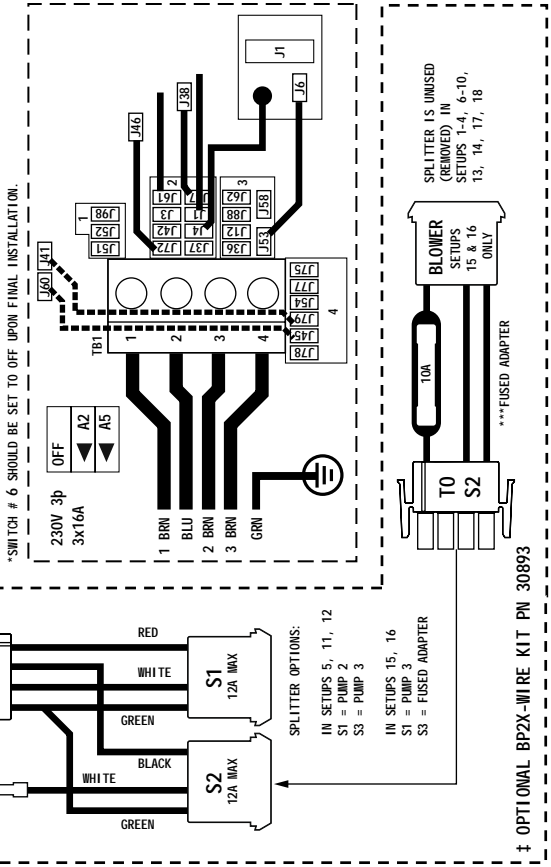 *SWITCH # 6 SHOULD BE SET TO OFF UPON FINAL INSTALLATION.
230V 3p
3x16A
OFF
A2
A5
J60
J41
J46
J38
J1
J6
1
J51
J52
J98
2
J72
J42
J3
J61
J37
J4
J1
3
J36
J12
J88
J62
J53
J58
TB1
1
2
3
4
J78
J45
J79
J54
J77
J75
4
1 BRN
BLU
2 BRN
3 BRN
GRN
RED
WHITE
GREEN
S1
12A MAX
BLACK
WHITE
GREEN
S2
12A MAX
SPLITTER OPTIONS:
IN SETUPS 5, 11, 12
S1 = PUMP 2
S3 = PUMP 3
IN SETUPS 15, 16
S1 = PUMP 3
S3 = FUSED ADAPTER
TO
S2
10A
***FUSED ADAPTER
BLOWER
SETUPS
15 & 16
ONLY
SPLITTER IS UNUSED
(REMOVED) IN
SETUPS 1-4, 6-10,
13, 14, 17, 18
‡ OPTIONAL BP2X-WIRE KIT PN 30893